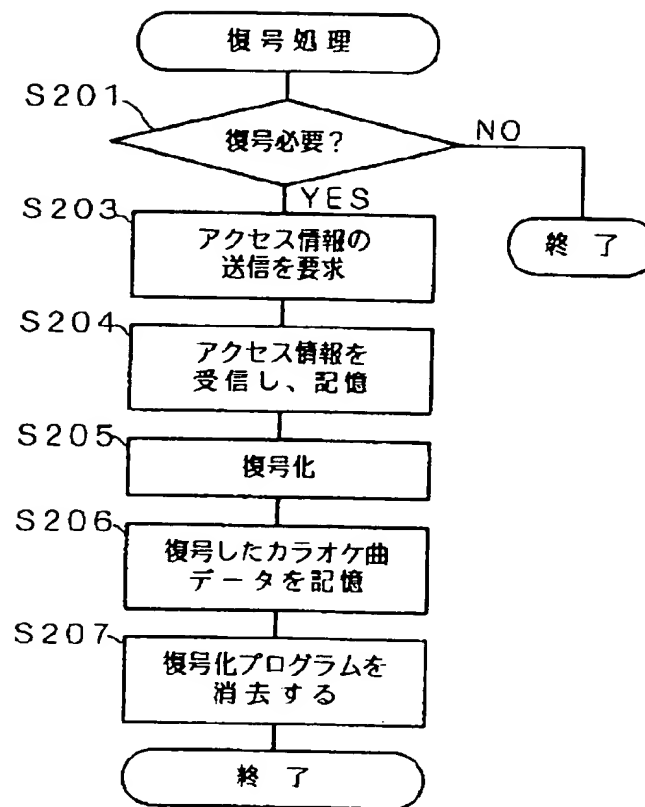 復号処理
S201
復号必要?
NO
YES
終了
S203
アクセス情報の
送信を要求
S204
アクセス情報を
受信し、記憶
S205
復号化
S206
復号したカラオケ曲
データを記憶
S207
復号化プログラムを
消去する
終了